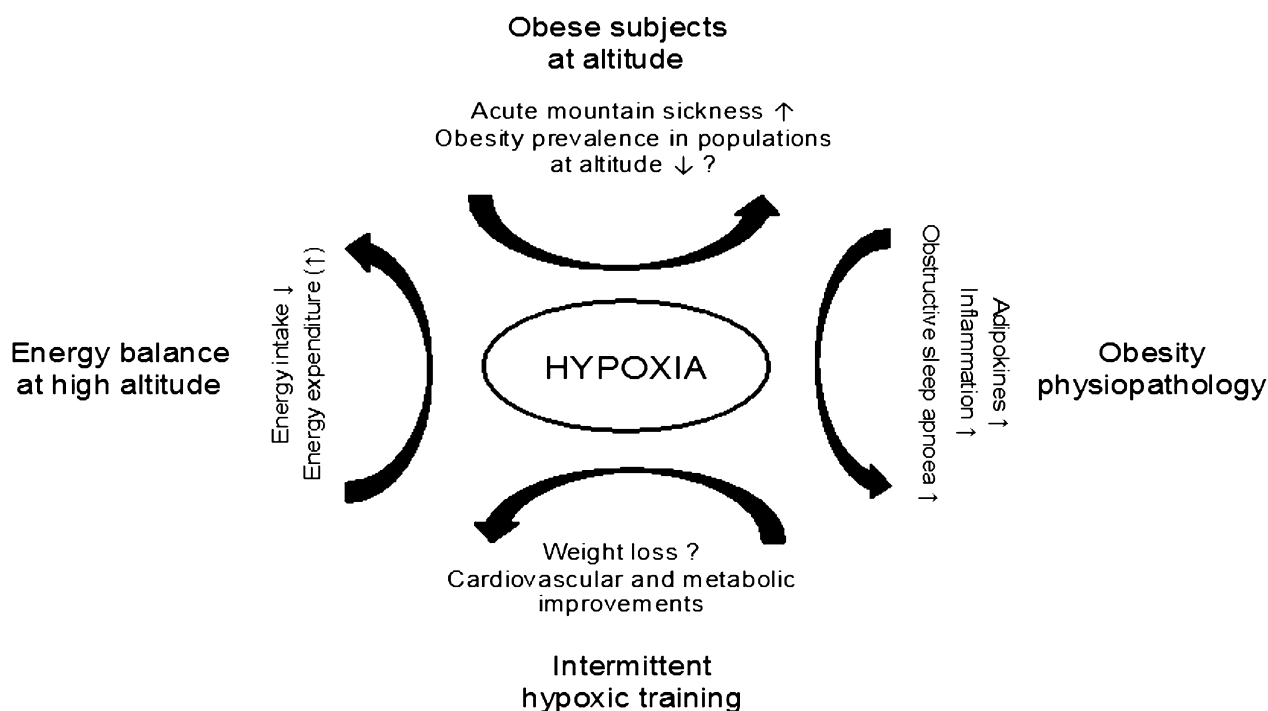 Obese subjects
at altitude
Acute mountain sickness ↑
Obesity prevalence in populations
at altitude ↓ ?
Energy balance
at high altitude
Energy intake ↓
Energy expenditure (↑)
HYPOXIA
Adipokines ↑
Inflammation ↑
Obstructive sleep apnoea ↑
Obesity
physiopathology
Weight loss ?
Cardiovascular and metabolic
improvements
Intermittent
hypoxic training